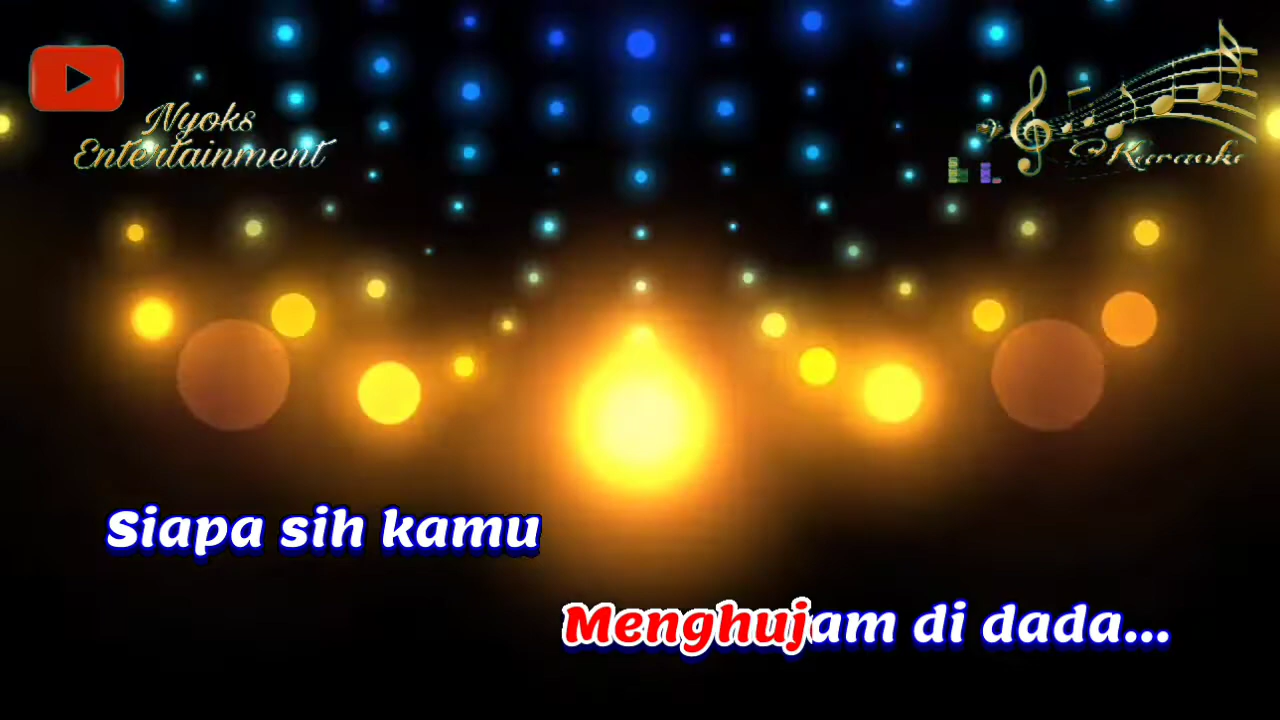 Nyoks
Entertainment
Karaoke
Siapa sih kamu
Menghujam di dada...